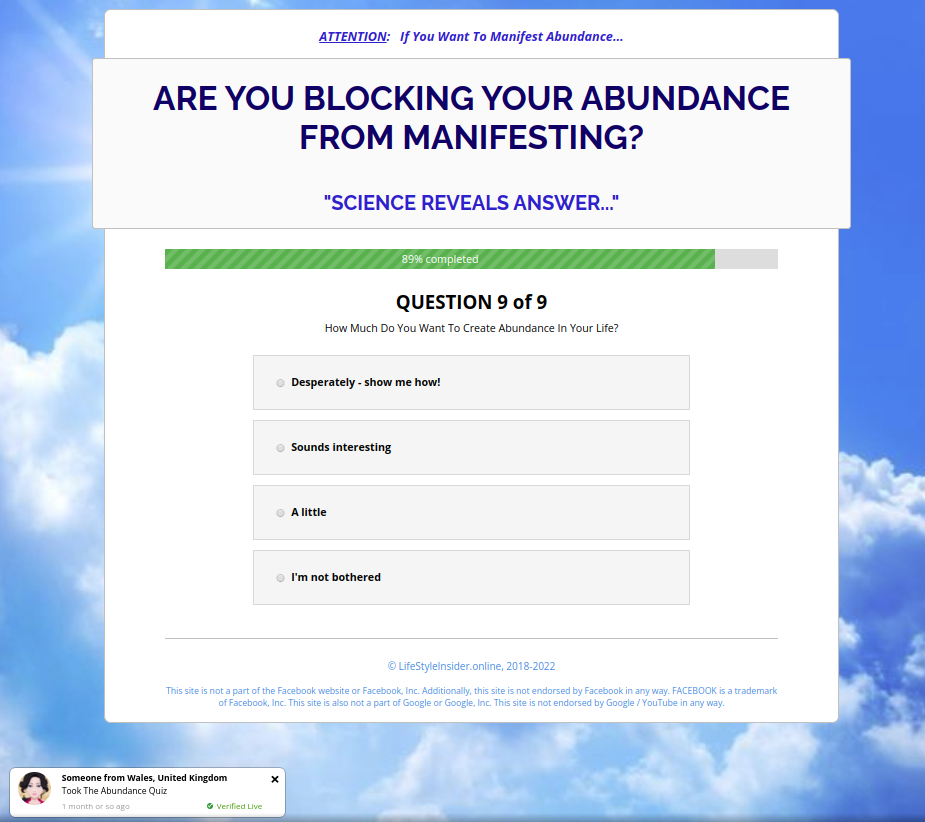 ATTENTION: If You Want To Manifest Abundance...
ARE YOU BLOCKING YOUR ABUNDANCE
FROM MANIFESTING?
"SCIENCE REVEALS ANSWER..."
89% completed
QUESTION 9 of 9
How Much Do You Want To Create Abundance In Your Life?
Desperately - show me how!
Sounds interesting
A little
I'm not bothered
© LifeStyleInsider.online, 2018-2022
This site is not a part of the Facebook website or Facebook, Inc. Additionally, this site is not endorsed by Facebook in any way. FACEBOOK is a trademark
of Facebook, Inc. This site is also not a part of Google or Google, Inc. This site is not endorsed by Google / YouTube in any way.
Someone from Wales, United Kingdom
Took The Abundance Quiz
1 month or so ago Verified Live